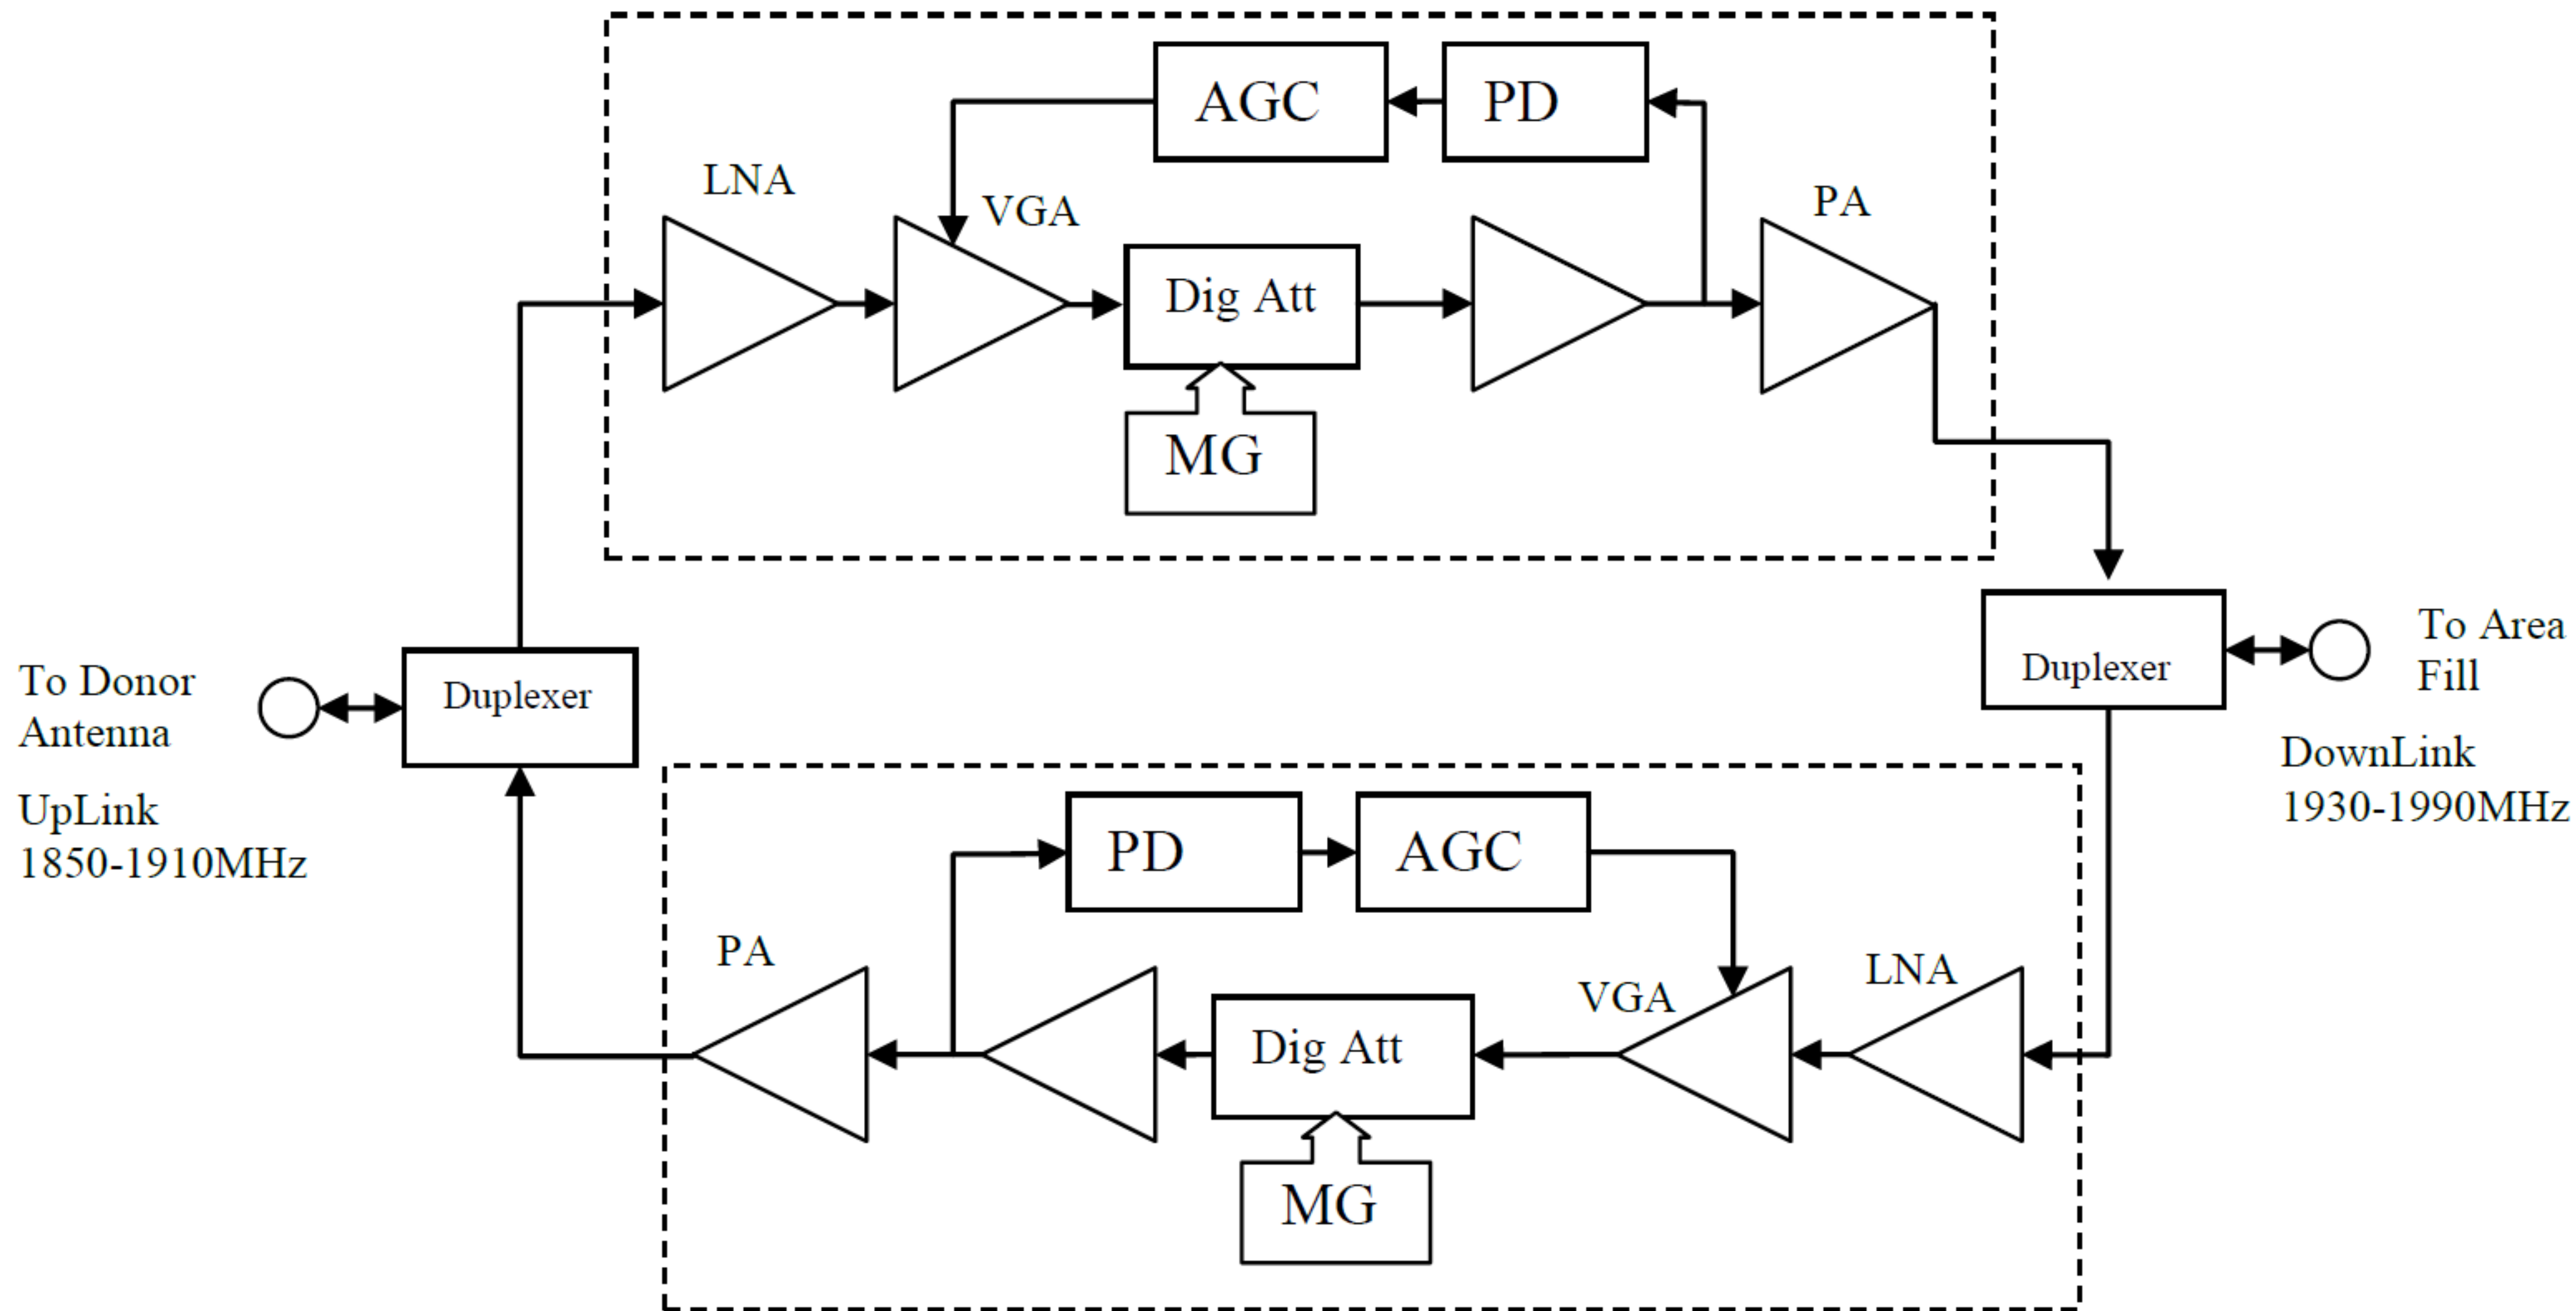 AGC
PD
LNA
VGA
PA
Dig Att
MG
To Donor
Antenna
Duplexer
UpLink
1850-1910MHz
Duplexer
To Area
Fill
DownLink
1930-1990MHz
PD
AGC
PA
VGA
LNA
Dig Att
MG